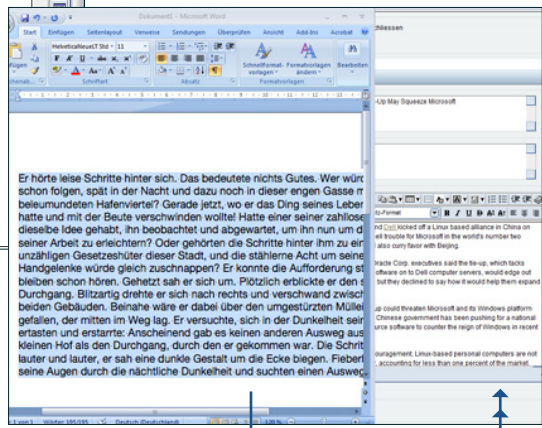 Dokument1 - Microsoft Word
Start Einfügen Seitenlayout Verweise Sendungen Überprüfen Ansicht Add-Ins Acrobat
HelveticaNeueLT Std 11
Schnellformat- Formatvorlagen Bearbeiten
vorlagen ändern
Schriftart Absatz Formatvorlagen
Er hörte leise Schritte hinter sich. Das bedeutete nichts Gutes. Wer würd
schon folgen, spät in der Nacht und dazu noch in dieser engen Gasse m
beleumundeten Hafenviertel? Gerade jetzt, wo er das Ding seines Leber
hatte und mit der Beute verschwinden wollte! Hatte einer seiner zahllose
dieselbe Idee gehabt, ihn beobachtet und abgewartet, um ihn nun um d
seiner Arbeit zu erleichtern? Oder gehörten die Schritte hinter ihm zu ein
unzähligen Gesetzeshüter dieser Stadt, und die stählerne Acht um seine
Handgelenke würde gleich zuschnappen? Er konnte die Aufforderung st
bleiben schon hören. Gehetzt sah er sich um. Plötzlich erblickte er den s
Durchgang. Blitzartig drehte er sich nach rechts und verschwand zwisch
beiden Gebäuden. Beinahe wäre er dabei über den umgestürzten Müllei
gefallen, der mitten im Weg lag. Er versuchte, sich in der Dunkelheit sein
ertasten und erstarrte: Anscheinend gab es keinen anderen Ausweg aus
kleinen Hof als den Durchgang, durch den er gekommen war. Die Schrit
lauter und lauter, er sah eine dunkle Gestalt um die Ecke biegen. Fiebert
seine Augen durch die nächtliche Dunkelheit und suchten einen Ausweg
1 von 1 Wörter: 195/195 Deutsch (Deutschland) 120 %
chliessen
-Up May Squeeze Microsoft
tz-Format
nd Dell kicked off a Linux based alliance in China on
ell trouble for Microsoft in the world's number two
also curry favor with Beijing.
racle Corp. executives said the tie-up, which tacks
oftware on to Dell computer servers, would edge out
but they declined to say how it would help them expand
up could threaten Microsoft and its Windows platform
Chinese government has been pushing for a national
urce software to counter the reign of Windows in recent
ouragement, Linux-based personal computers are not
, accounting for less than one percent of the market